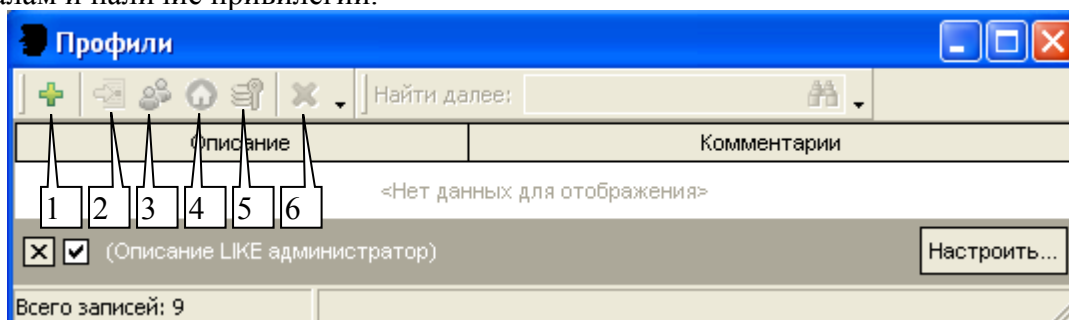 алам и наличие привилегии.
Профили
Найти далее:
Описание Комментарии
<Нет данных для отображения>
1 2 3 4 5 6
(Описание LIKE администратор) Настроить...
Всего записей: 9